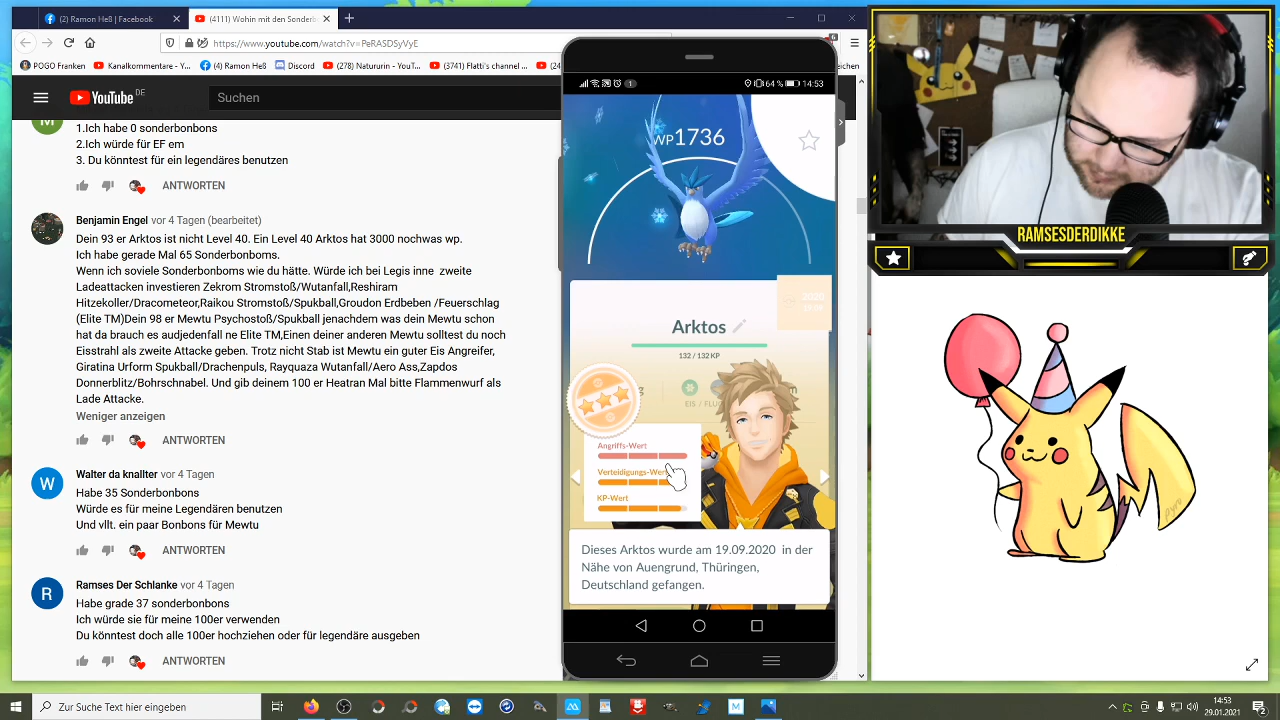 (2) Ramon Heß | Facebook
(4111) Wohin mit den Sonderb
https://www.youtube.com/watch?v=PeRASDSyVyE
POGO Franken
Kanalkommentare - Y...
(4) Ramon Heß
Discord
(278) Natururin - YouT...
(3741) Flatti's channel...
(24
eichen
YouTube DE
Suchen
M
1.Ich habe 0 sonderbonbons
2.Ich würde für EF em
3. Du könntest für ein legendäres benutzen
ANTWORTEN
Benjamin Engel vor 4 Tagen (bearbeitet)
Dein 93 er Arktos ist nicht Level 40. Ein Level 40 Arktos hat 3000 nochwas wp.
Ich habe gerade Mal 65 Sonderbonboms.
Wenn ich soviele Sonderbonboms wie du hätte. Würde ich bei Legis inne zweite
Ladeattacken investieren Zekrom Stromstoß/Wutanfall,Reshiram
Hitzekoller/Dracometeor,Raikou Stromstoß/Spukball,Groudon Erdbeben /Feuerschlag
(Elite TM)Dein 98 er Mewtu Psychostoß/Spukball jenachdem was dein Mewtu schon
hat da brauch es audjedenfall ne Elite TM,Einen deiner anderen Mewtu solltest du noch
Eisstrahl als zweite Attacke geben. Trotz nicht Stab ist Mewtu ein guter Eis Angreifer,
Giratina Urform Spukball/Drachenpuls, Rayquaza Wutanfall/Aero Ass,Zapdos
Donnerblitz/Bohrschnabel. Und gib deinem 100 er Heatran Mal bitte Flammenwurf als
Lade Attacke.
Weniger anzeigen
ANTWORTEN
W
Walter da knallter vor 4 Tagen
Habe 35 Sonderbonbons
Würde es für meine Legendären benutzen
Und vllt. ein paar Bonbons für Mewtu
ANTWORTEN
R
Ramses Der Schlanke vor 4 Tagen
Habe grade 37 sonderbonbons
Ich würde sie für meine 100er verwenden
Du könntest doch alle 100er hochziehen oder für legendäre ausgeben
ANTWORTEN
1
64 % 14:53
WP1736
2020
19.09
Arktos
132 / 132 KP
EIS / FLU
Angriffs-Wert
Verteidigungs-Wert
KP-Wert
Dieses Arktos wurde am 19.09.2020 in der
Nähe von Auengrund, Thüringen,
Deutschland gefangen.
RAMSESDERDIKKE
pyro
Zur Suche Text hier eingeben
14:53
29.01.2021
2